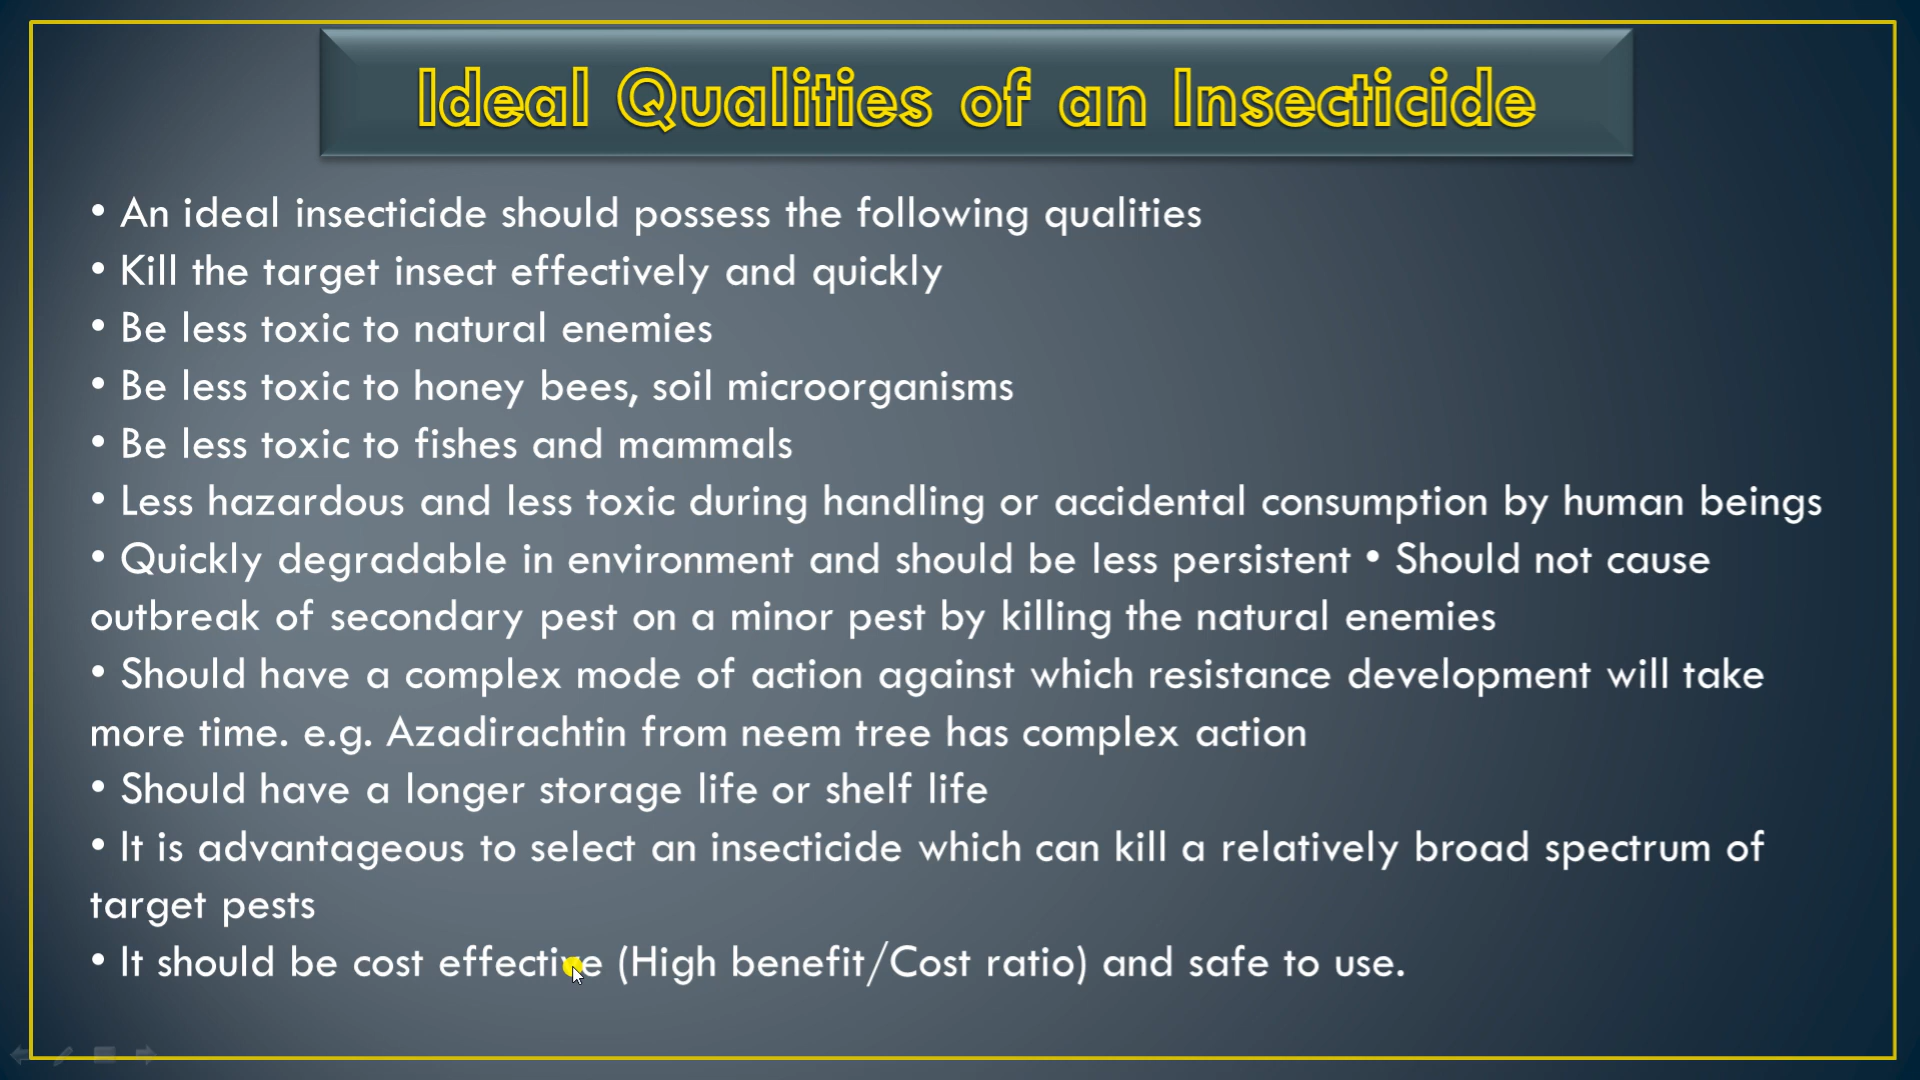 Ideal Qualities of an Insecticide
• An ideal insecticide should possess the following qualities
• Kill the target insect effectively and quickly
• Be less toxic to natural enemies
• Be less toxic to honey bees, soil microorganisms
• Be less toxic to fishes and mammals
• Less hazardous and less toxic during handling or accidental consumption by human beings
• Quickly degradable in environment and should be less persistent • Should not cause
outbreak of secondary pest on a minor pest by killing the natural enemies
• Should have a complex mode of action against which resistance development will take
more time. e.g. Azadirachtin from neem tree has complex action
• Should have a longer storage life or shelf life
• It is advantageous to select an insecticide which can kill a relatively broad spectrum of
target pests
• It should be cost effective (High benefit/Cost ratio) and safe to use.